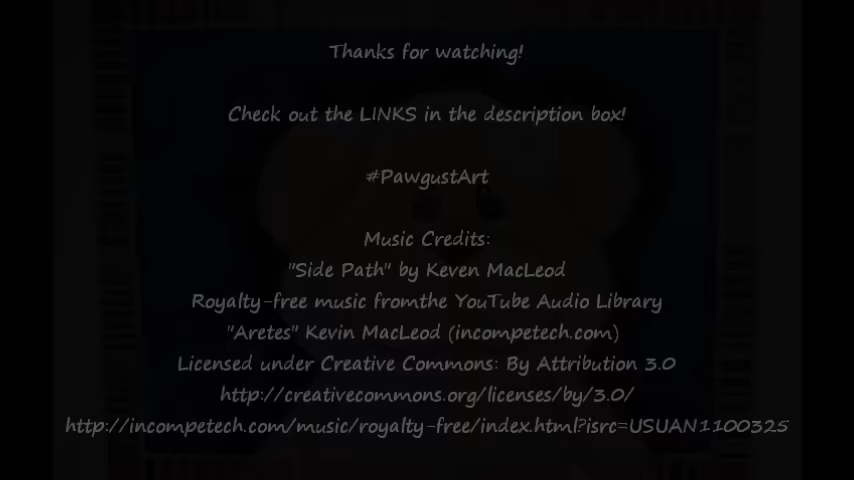 Thanks for watching!
Check out the LINKS in the description box!
#PawgustArt
Music Credits:
"Side Path" by Keven MacLeod
Royalty-free music fromthe YouTube Audio Library
"Aretes" Kevin MacLeod (incompetech.com)
Licensed under Creative Commons: By Attribution 3.0
http://creativecommons.org/licenses/by/3.0/
http://incompetech.com/music/royalty-free/index.html?isrc=USUAN1100325